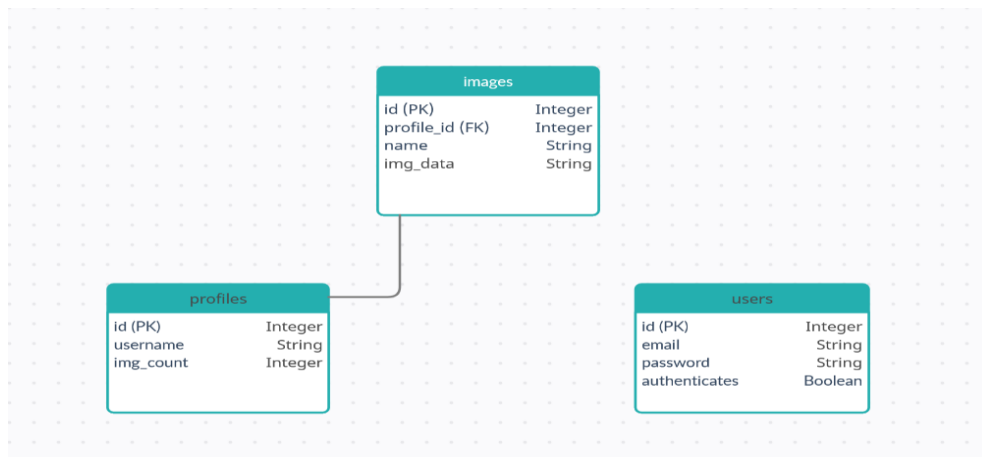 images
id (PK) Integer
profile_id (FK) Integer
name String
img_data String
profiles
id (PK) Integer
username String
img_count Integer
users
id (PK) Integer
email String
password String
authenticates Boolean